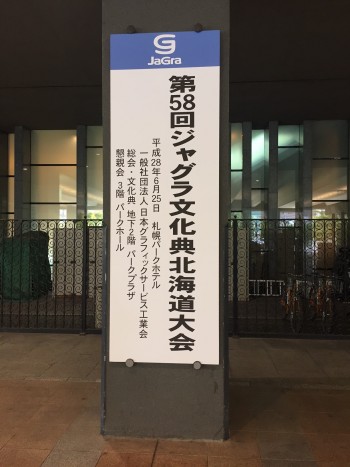 JaGra
第58回ジャグラ文化典北海道大会
平成28年6月25日 札幌パークホテル
一般社団法人 日本グラフィックサービス工業会
総会・文化典 地下2階 パークプラザ
懇親会 3階 パークホール